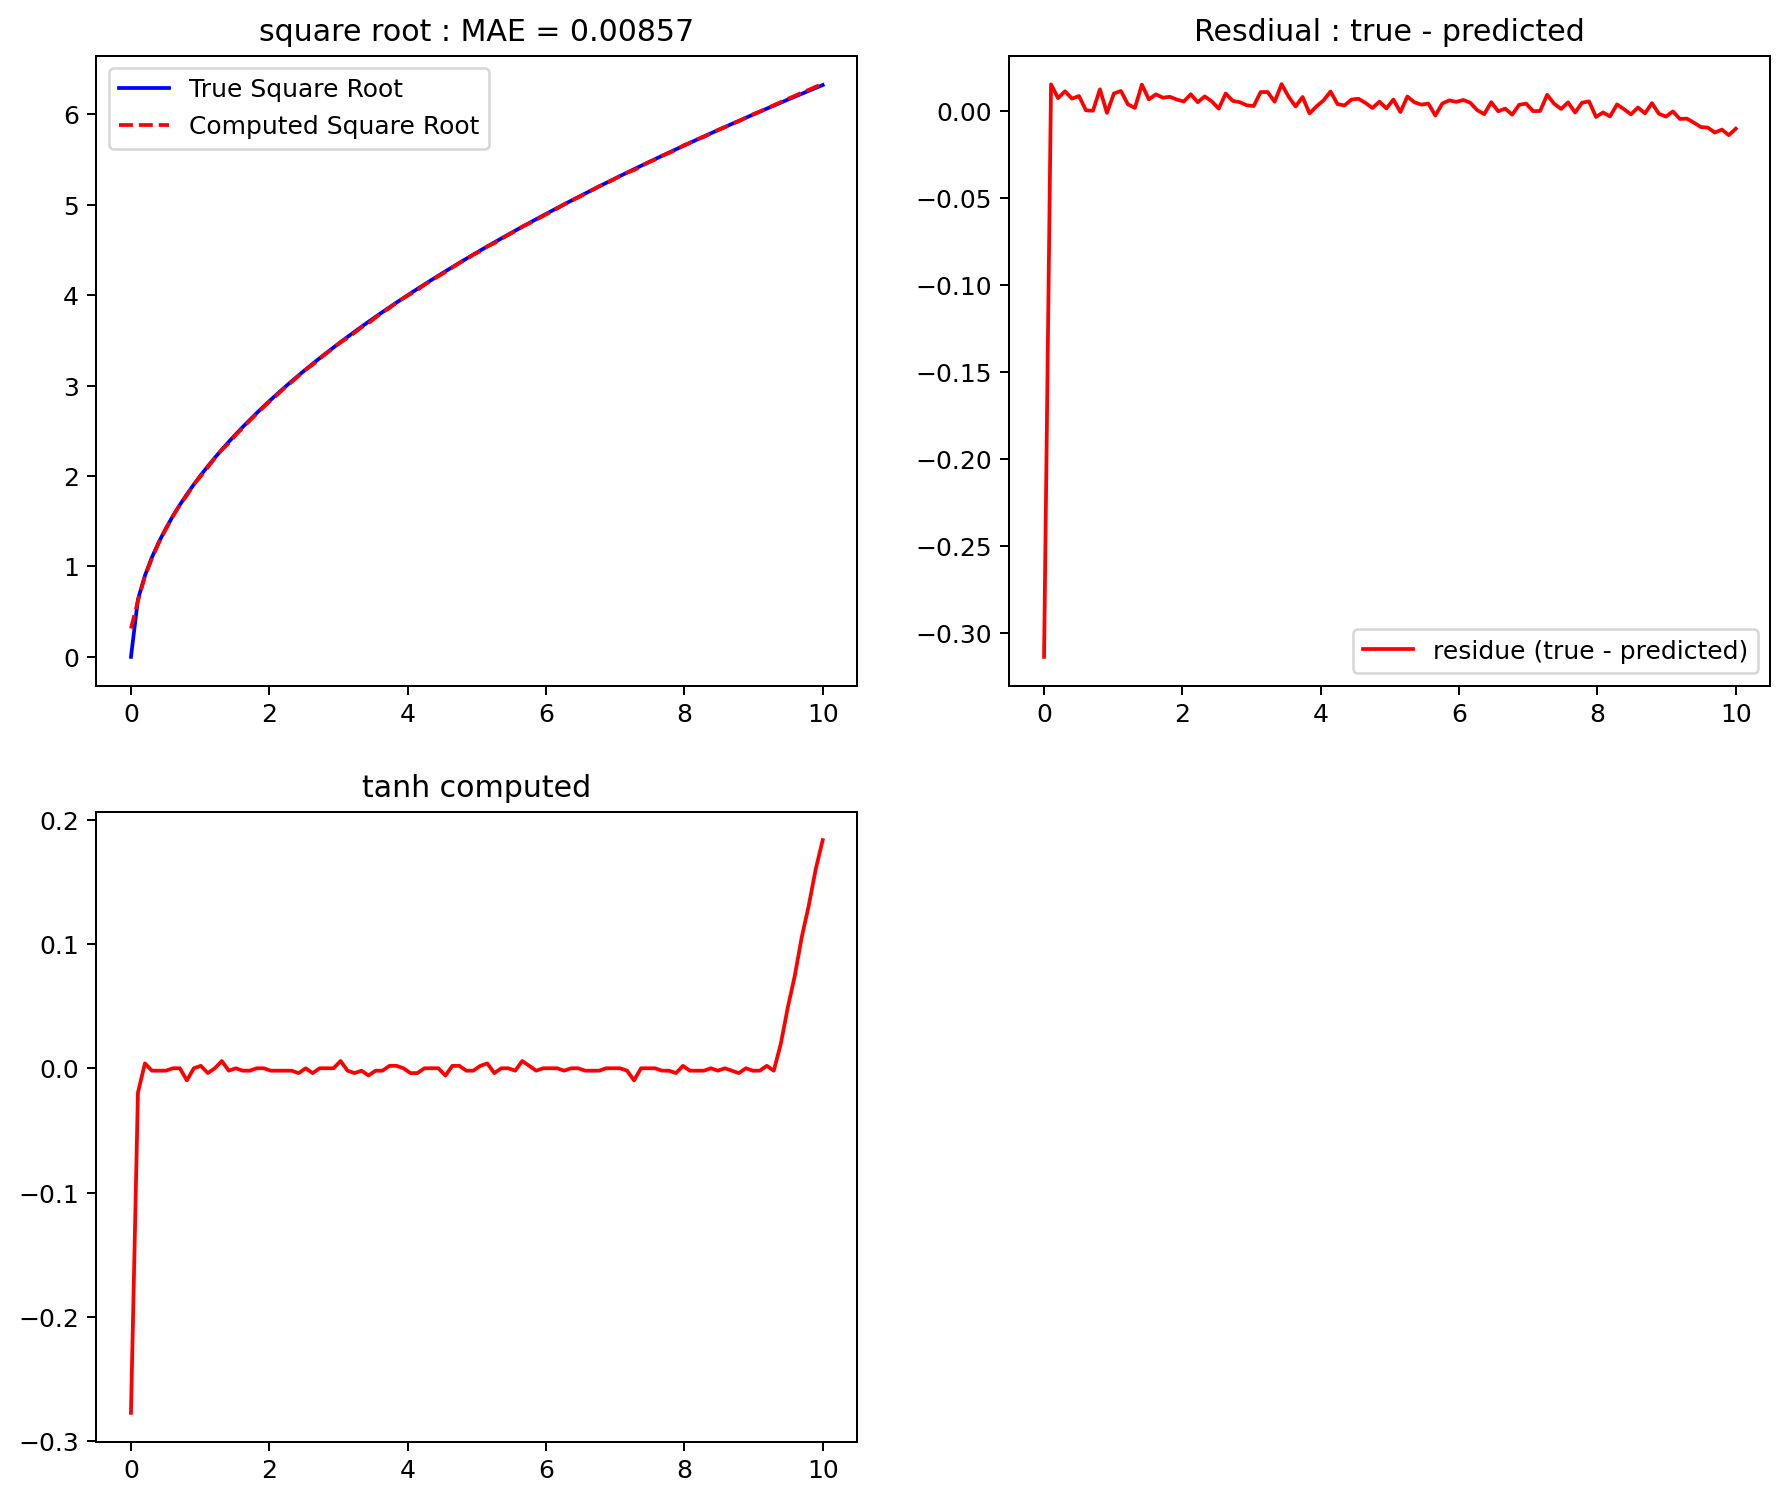 square root : MAE = 0.00857
True Square Root
Computed Square Root
6
5
4
3
2
1
0
0 2 4 6 8 10
Resdiual : true - predicted
0.00
−0.05
−0.10
−0.15
−0.20
−0.25
−0.30
residue (true - predicted)
0 2 4 6 8 10
tanh computed
0.2
0.1
0.0
−0.1
−0.2
−0.3
0 2 4 6 8 10